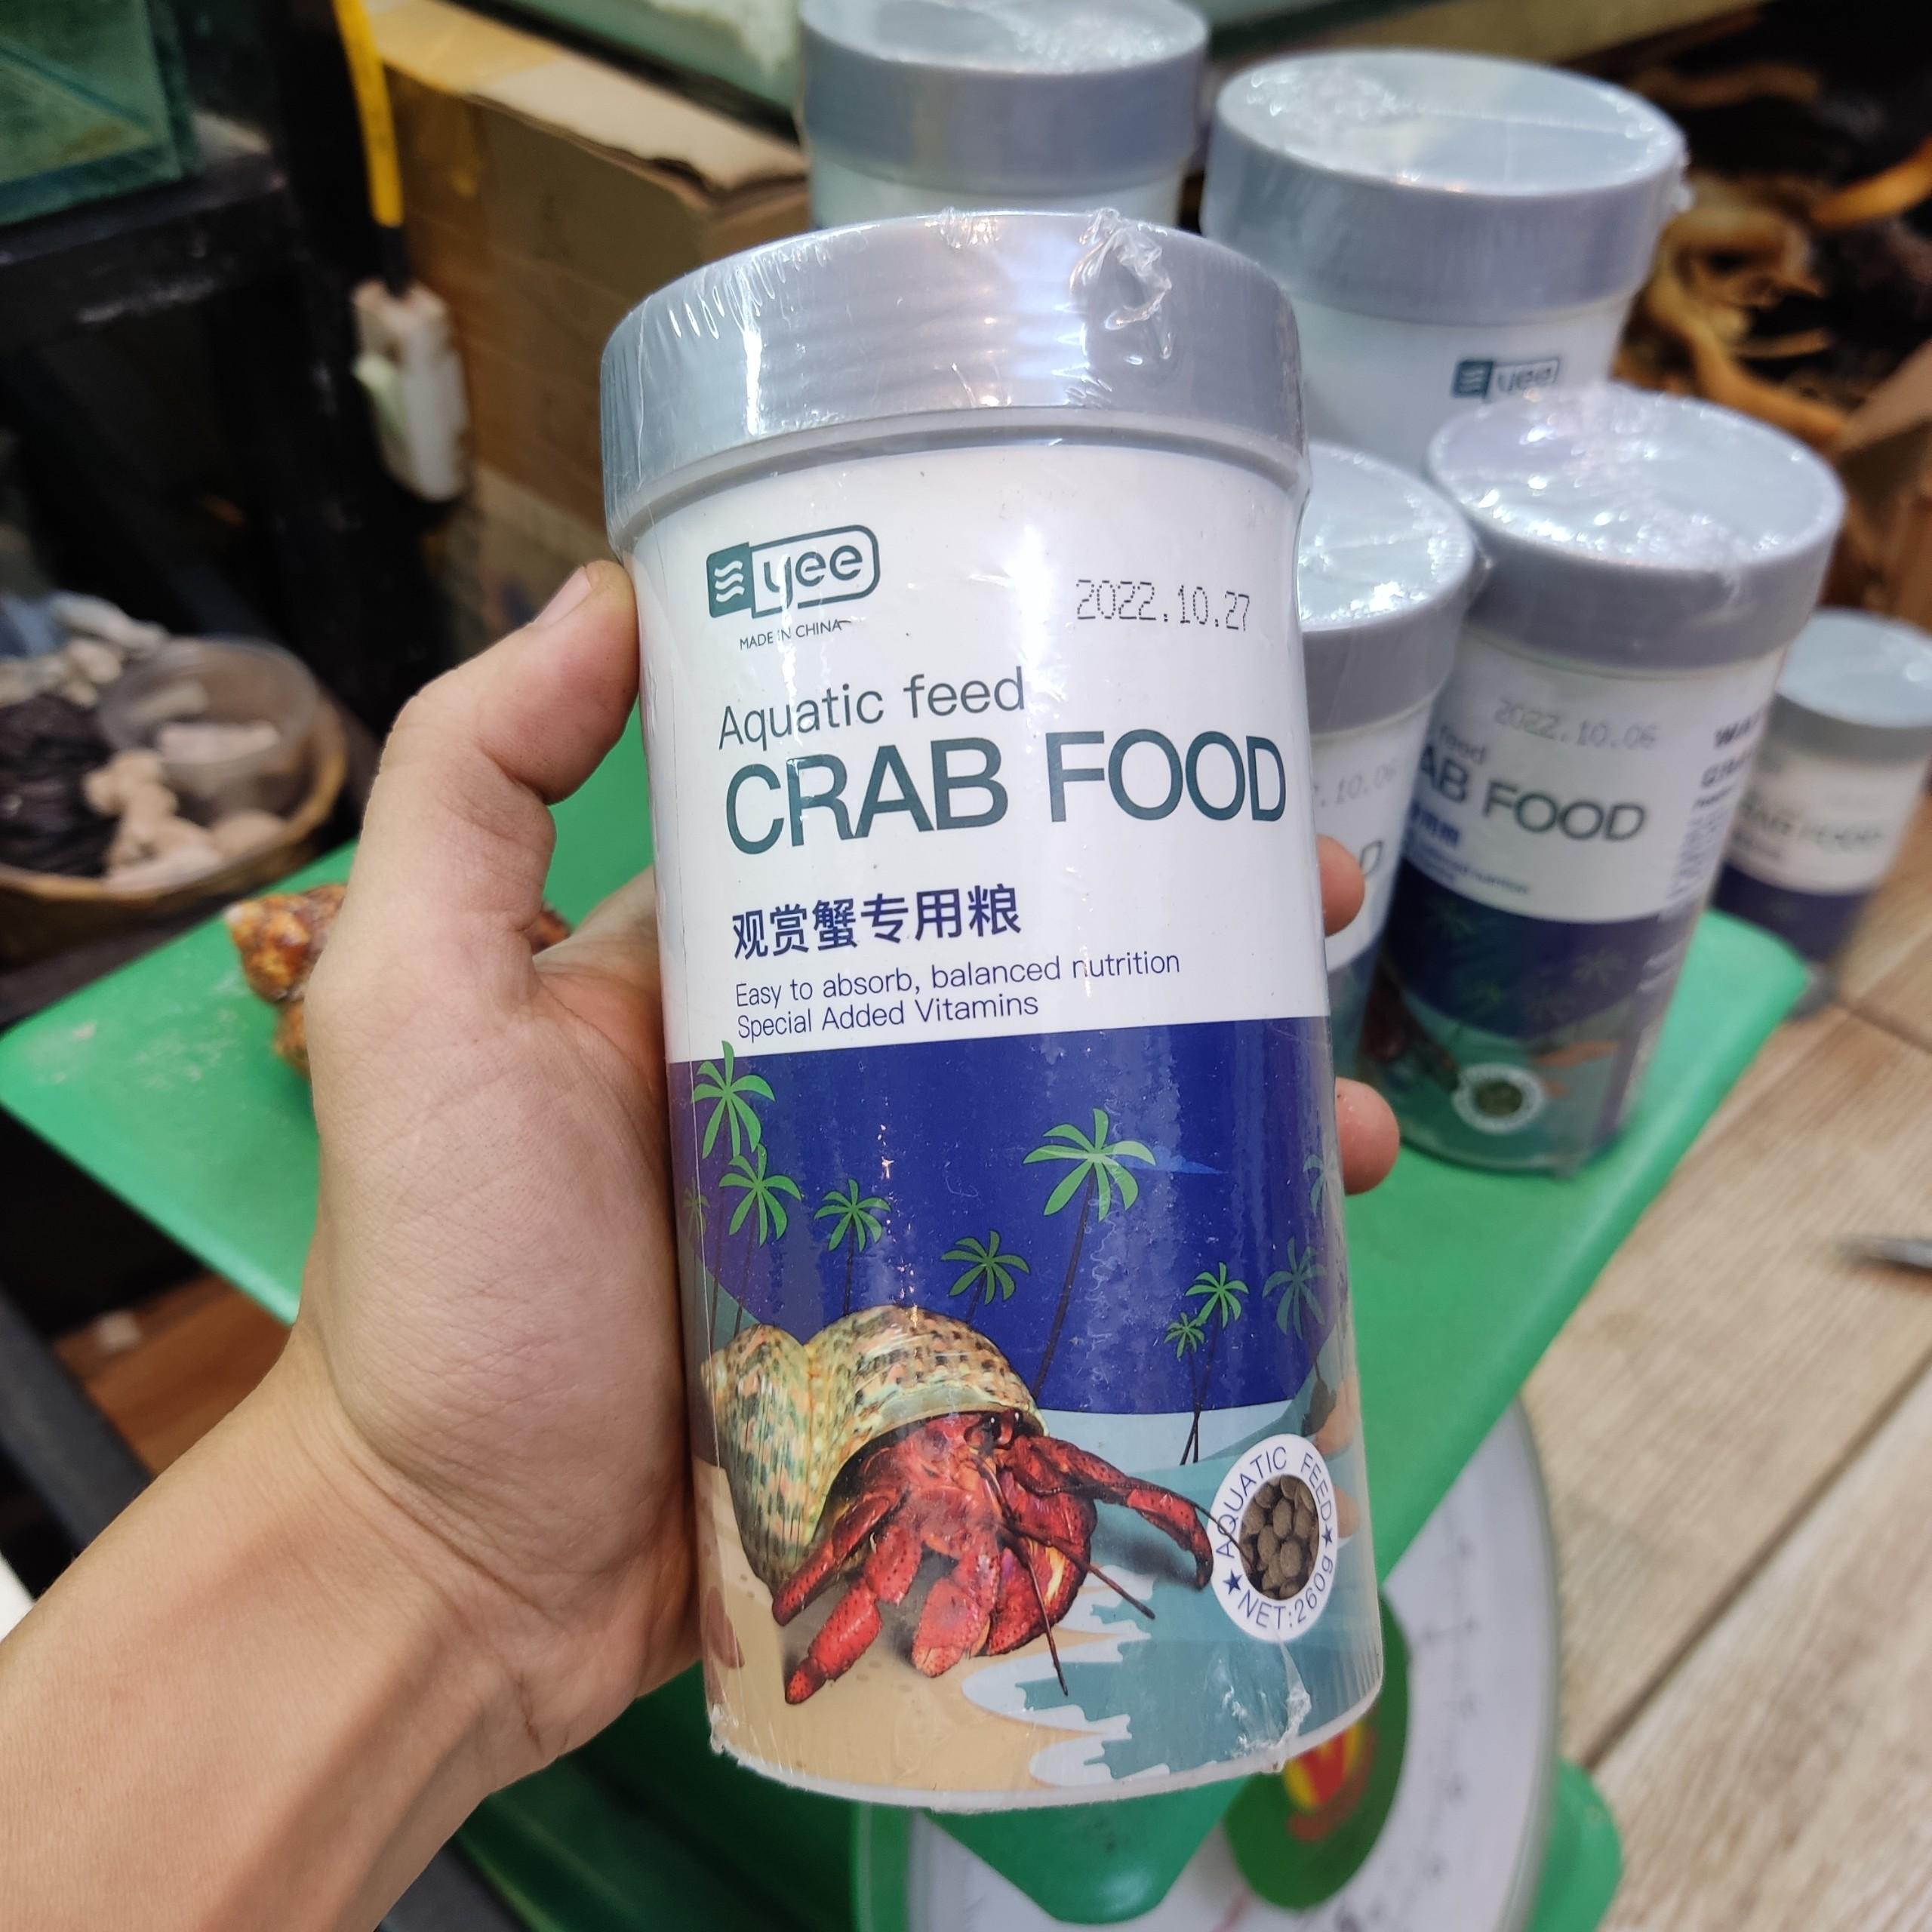 yee
MADE IN CHINA
2022.10.27
Aquatic feed
CRAB FOOD
观赏蟹专用粮
Easy to absorb, balanced nutrition
Special Added Vitamins
AQUATIC FEED
NET:260g
yee
2022.10.06
feed
AB FOOD